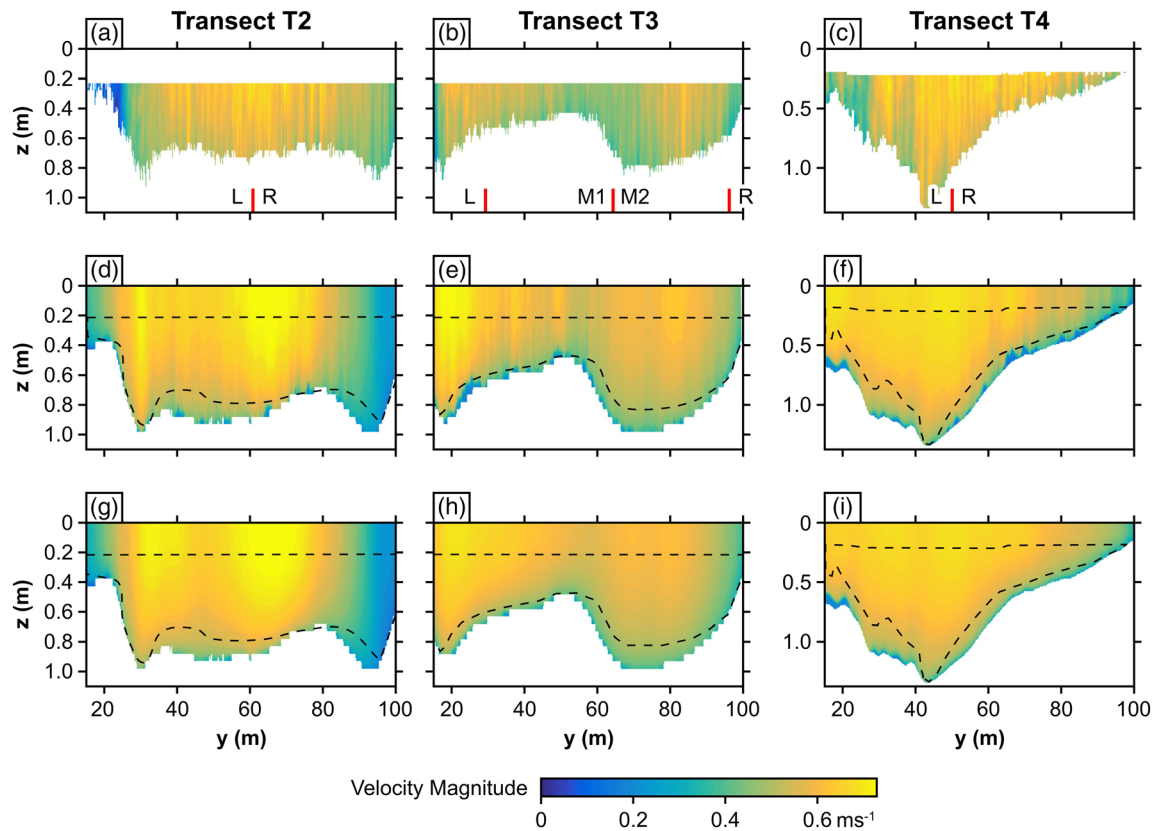 Transect T2
Transect T3
Transect T4
(a)
(b)
(c)
0
0.2
0.4
0.6
0.8
1.0
z (m)
L R
L M1 M2 R
0
0.5
1.0
L R
(d)
(e)
(f)
0
0.2
0.4
0.6
0.8
1.0
z (m)
0
0.5
1.0
(g)
(h)
(i)
0
0.2
0.4
0.6
0.8
1.0
z (m)
0
0.5
1.0
20 40 60 80 100
20 40 60 80 100
20 40 60 80 100
y (m)
y (m)
y (m)
Velocity Magnitude
0 0.2 0.4 0.6 ms-1